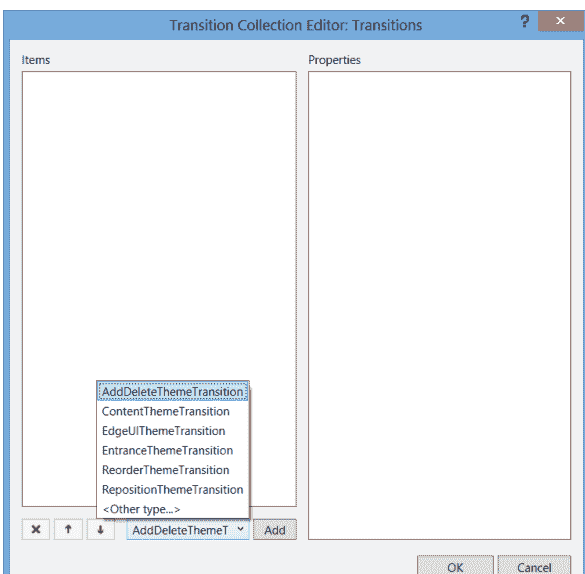 Transition Collection Editor: Transitions
?
Items
Properties
AddDeleteThemeTransition
ContentThemeTransition
EdgeUIThemeTransition
EntranceThemeTransition
ReorderThemeTransition
RepositionThemeTransition
<Other type...>
AddDeleteThemeT Add
OK Cancel